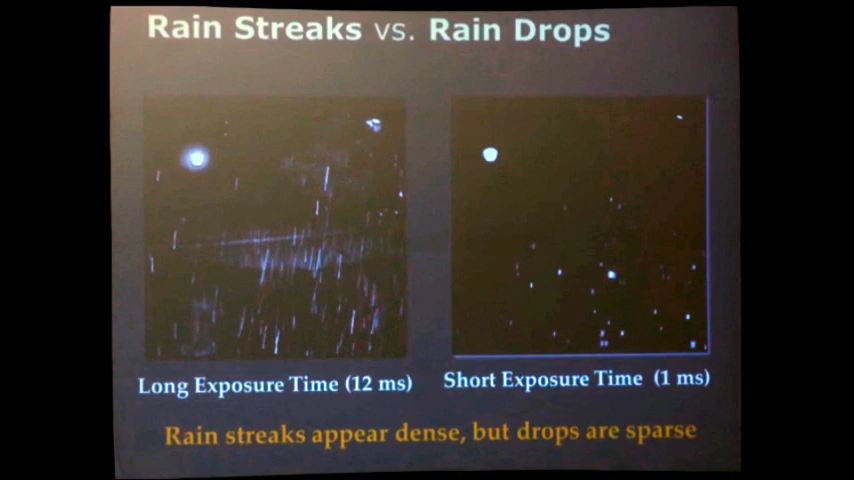 Rain Streaks vs. Rain Drops
Long Exposure Time (12 ms)
Short Exposure Time (1 ms)
Rain streaks appear dense, but drops are sparse